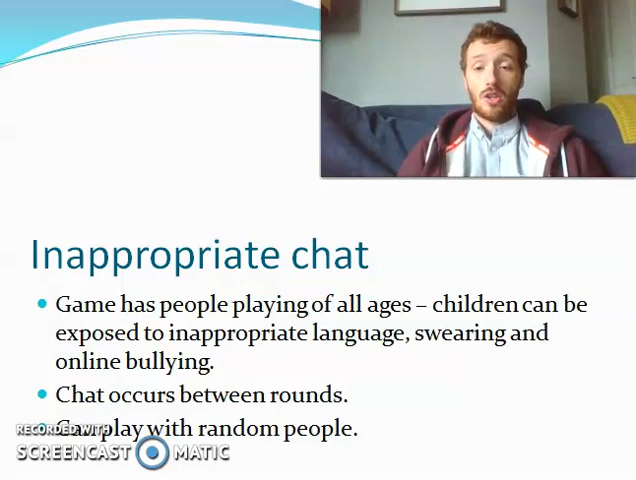 Inappropriate chat
Game has people playing of all ages – children can be
exposed to inappropriate language, swearing and
online bullying.
Chat occurs between rounds.
Can play with random people.
RECORDED WITH
SCREENCAST MATIC